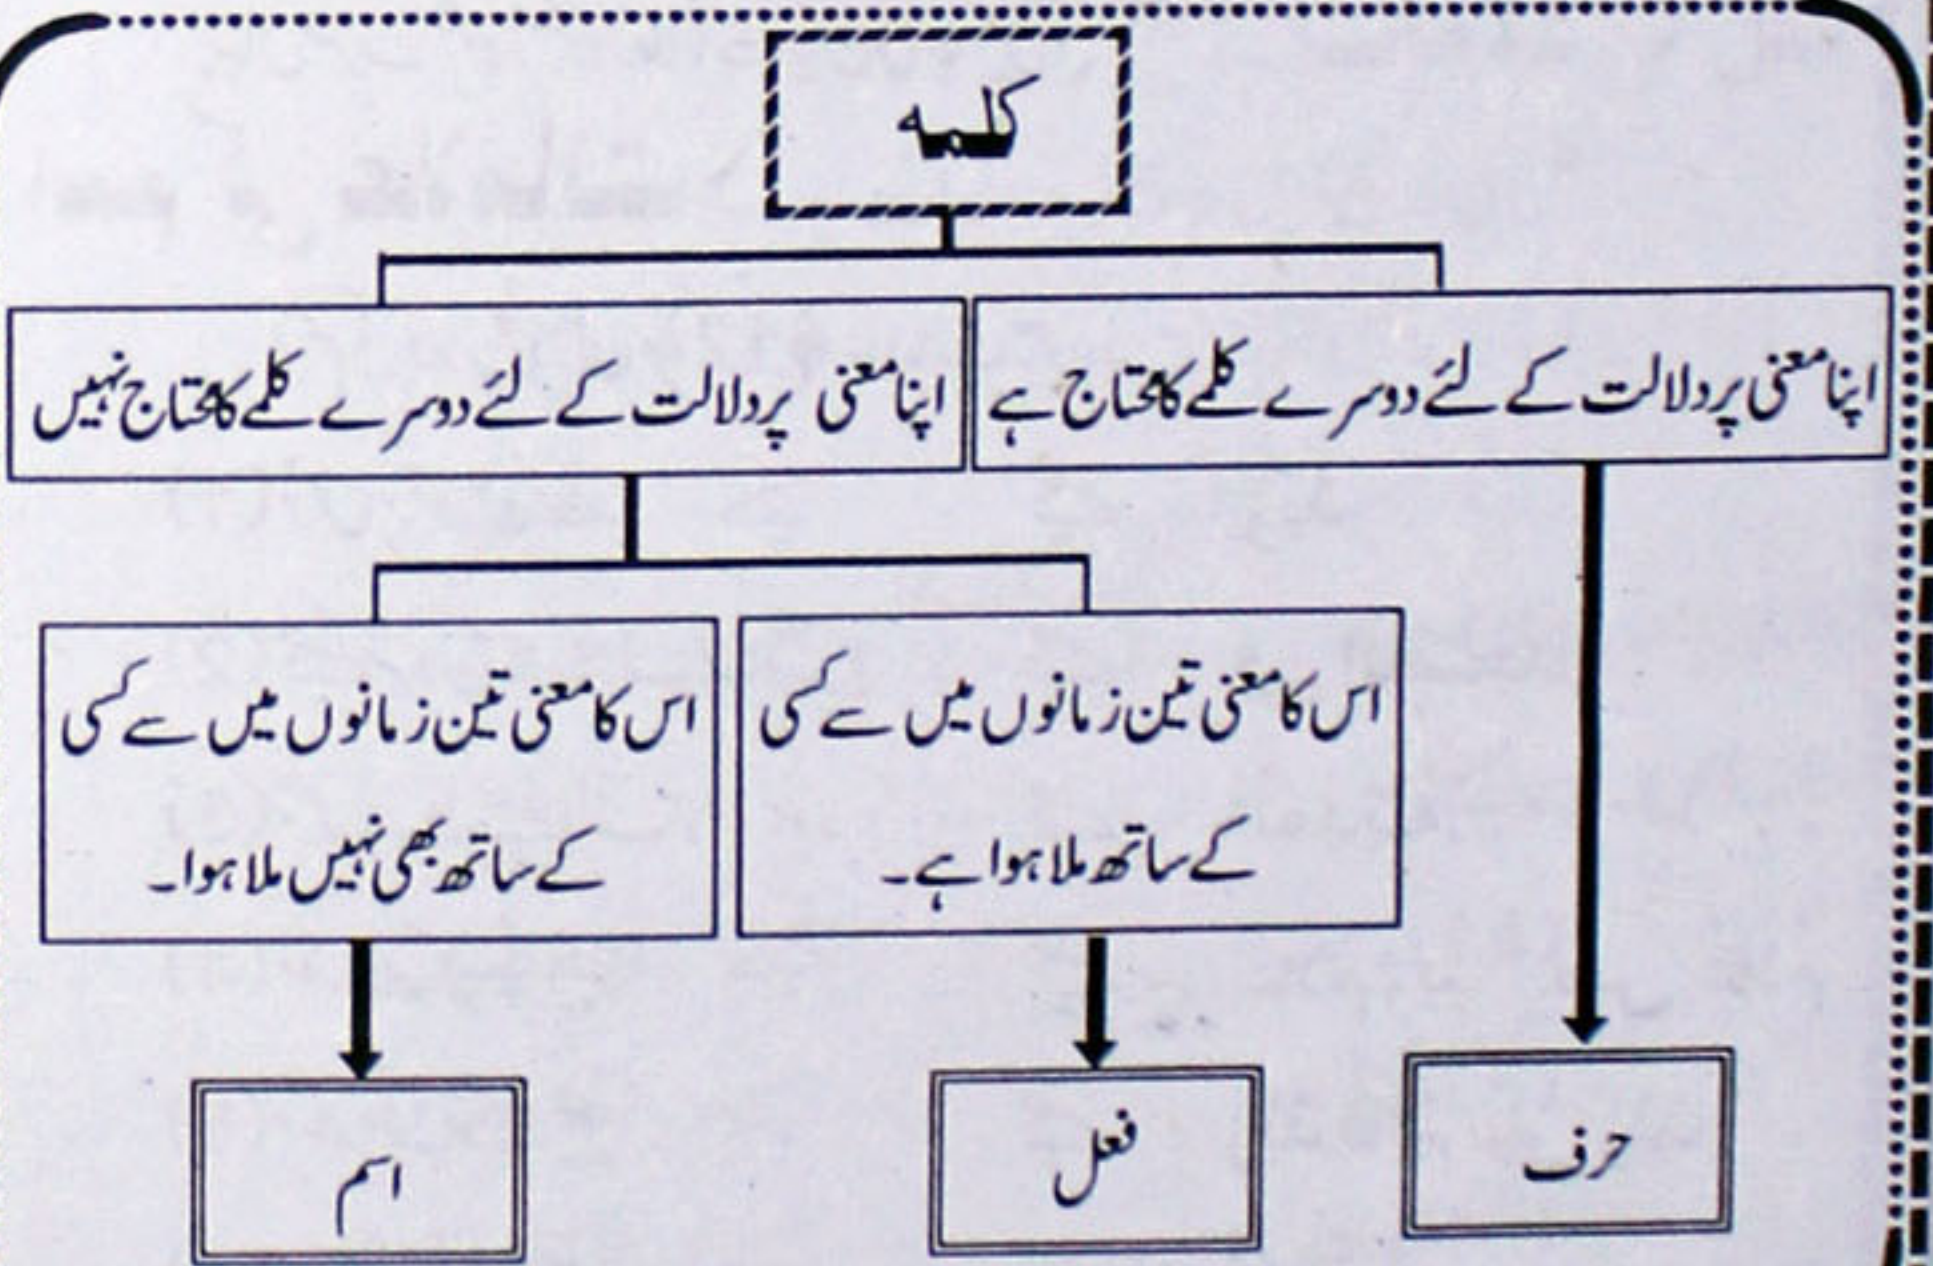 کلمہ
اپنا معنی پر دلالت کے لئے دوسرے کلمے کا محتاج ہے
اپنا معنی پر دلالت کے لئے دوسرے کلمے کا محتاج نہیں
اس کا معنی تین زمانوں میں سے کسی
کے ساتھ ملا ہوا ہے۔
اس کا معنی تین زمانوں میں سے کسی
کے ساتھ بھی نہیں ملا ہوا۔
حرف
فعل
اسم